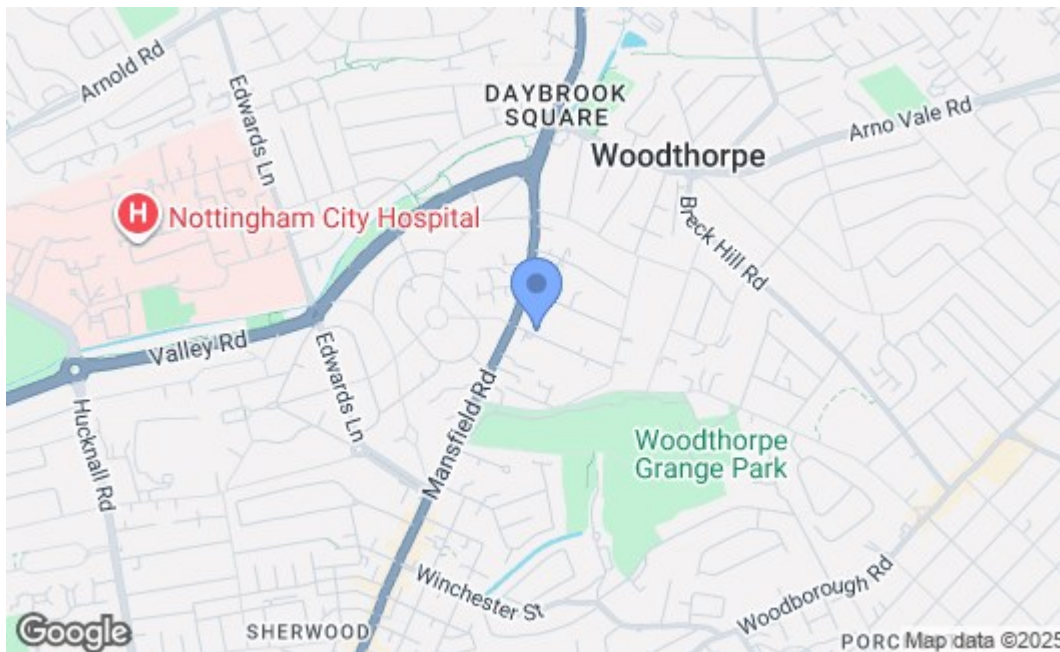 Arnold Rd
Edwards Ln
DAYBROOK
SQUARE
Woodthorpe
Arno Vale Rd
H
Nottingham City Hospital
Breck Hill Rd
Valley Rd
Edwards Ln
Hucknall Rd
Mansfield Rd
Woodthorpe
Grange Park
Winchester St
Woodborough Rd
SHERWOOD
Google
PORC
Map data ©2025